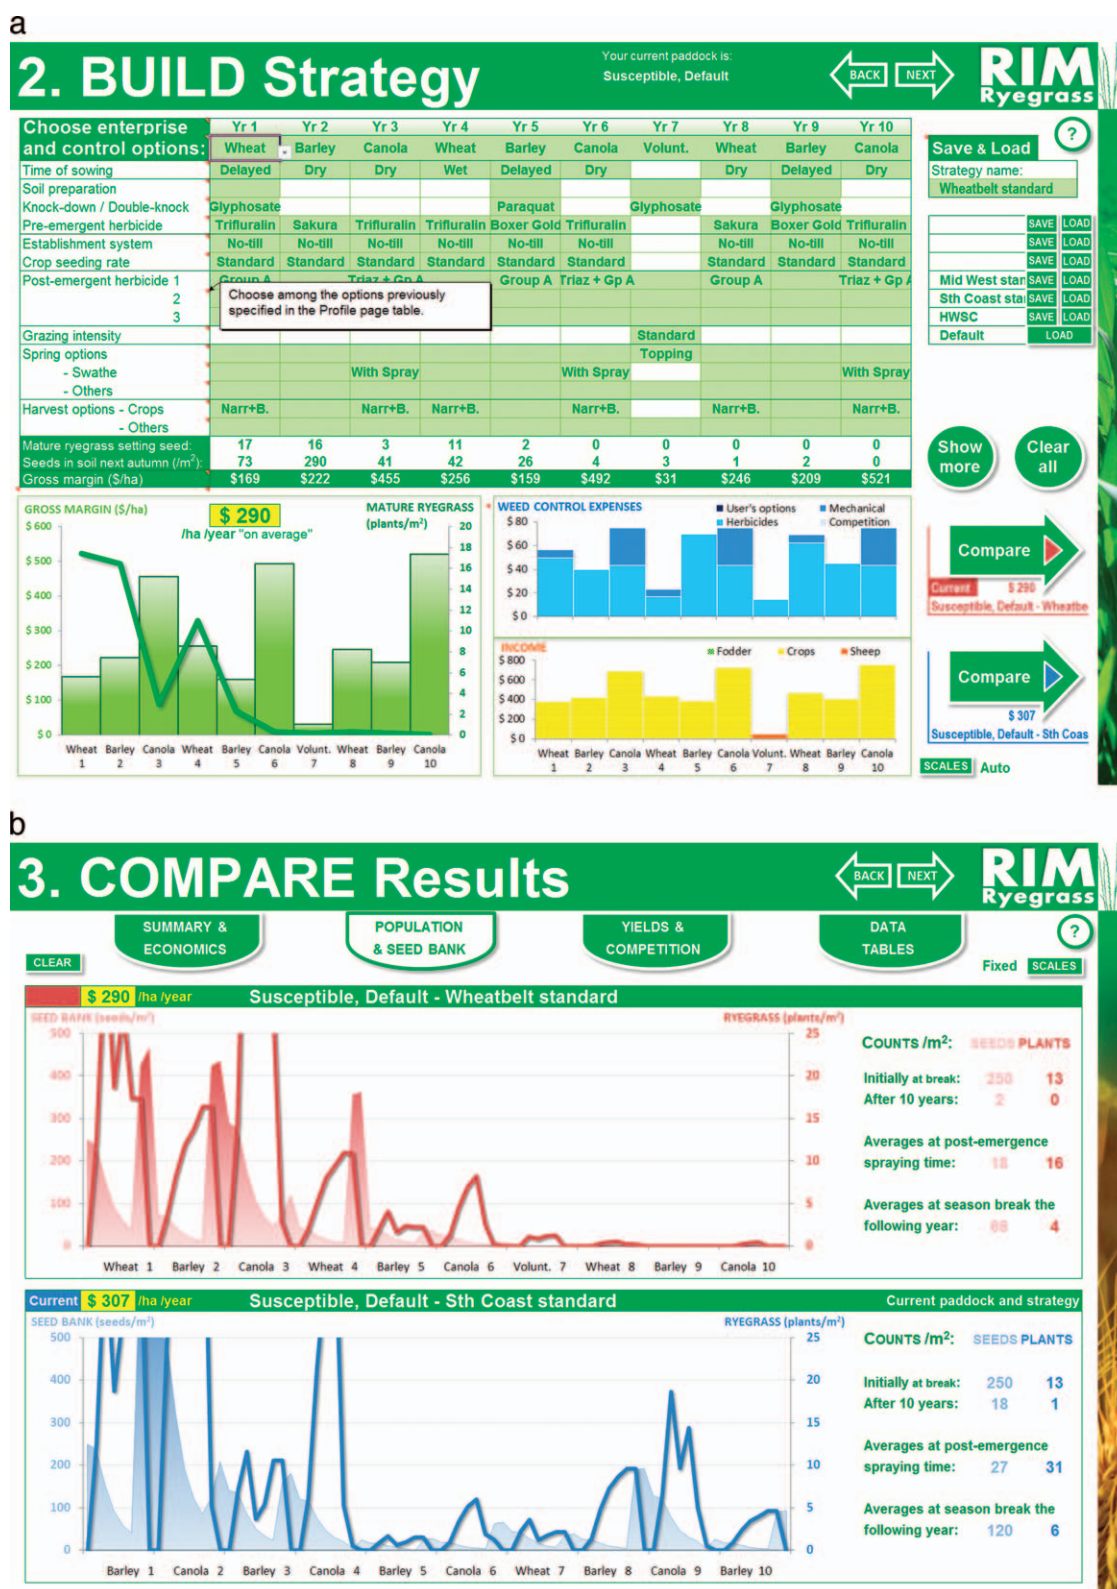 a
2. BUILD Strategy
Your current paddock is:
Susceptible, Default
BACK NEXT
RIM
Ryegrass
Choose enterprise Yr 1 Yr 2 Yr 3 Yr 4 Yr 5 Yr 6 Yr 7 Yr 8 Yr 9 Yr 10
and control options: Wheat Barley Canola Wheat Barley Canola Volunt. Wheat Barley Canola
Time of sowing Delayed Dry Dry Wet Delayed Dry Dry Delayed Dry
Soil preparation
Knock-down / Double-knock Glyphosate Paraquat Glyphosate Glyphosate
Pre-emergent herbicide Trifluralin Sakura Trifluralin Trifluralin Boxer Gold Trifluralin Sakura Boxer Gold Trifluralin
Establishment system No-till No-till No-till No-till No-till No-till No-till No-till No-till
Crop seeding rate Standard Standard Standard Standard Standard Standard Standard Standard Standard
Post-emergent herbicide 1 Group A Triaz + Gp A Group A Triaz + Gp A Group A Triaz + Gp A
2
3
Choose among the options previously
specified in the Profile page table.
Grazing intensity Standard
Spring options Topping
- Swathe With Spray With Spray With Spray
- Others
Harvest options - Crops Narr+B. Narr+B. Narr+B. Narr+B. Narr+B. Narr+B.
- Others
Mature ryegrass setting seed: 17 16 3 11 2 0 0 0 0 0
Seeds in soil next autumn (/m²): 73 290 41 42 26 4 3 1 2 0
Gross margin ($/ha) $169 $222 $455 $256 $159 $492 $31 $246 $209 $521
?
Save & Load
Strategy name:
Wheatbelt standard
SAVE LOAD
SAVE LOAD
SAVE LOAD
Mid West stan SAVE LOAD
Sth Coast sta SAVE LOAD
HWSC SAVE LOAD
Default LOAD
Show more
Clear all
Compare
Current $ 290
Susceptible, Default - Wheatbe
Compare
$ 307
Susceptible, Default - Sth Coas
SCALES Auto
GROSS MARGIN ($/ha)
$ 290
/ha /year "on average"
MATURE RYEGRASS
(plants/m²)
$ 600
$ 500
$ 400
$ 300
$ 200
$ 100
$ 0
20
18
16
14
12
10
8
6
4
2
0
Wheat Barley Canola Wheat Barley Canola Volunt. Wheat Barley Canola
1 2 3 4 5 6 7 8 9 10
WEED CONTROL EXPENSES
User's options Mechanical
Herbicides Competition
$ 80
$ 60
$ 40
$ 20
$ 0
INCOME
Fodder Crops Sheep
$ 800
$ 600
$ 400
$ 200
$ 0
Wheat Barley Canola Wheat Barley Canola Volunt. Wheat Barley Canola
1 2 3 4 5 6 7 8 9 10
b
3. COMPARE Results
BACK NEXT
RIM
Ryegrass
SUMMARY & ECONOMICS
POPULATION & SEED BANK
YIELDS & COMPETITION
DATA TABLES
?
CLEAR
Fixed SCALES
$ 290 /ha /year Susceptible, Default - Wheatbelt standard
SEED BANK (seeds/m²)
RYEGRASS (plants/m²)
500
400
300
200
100
0
25
20
15
10
5
0
Wheat 1 Barley 2 Canola 3 Wheat 4 Barley 5 Canola 6 Volunt. 7 Wheat 8 Barley 9 Canola 10
COUNTS /m²: SEEDS PLANTS
Initially at break: 250 13
After 10 years: 2 0
Averages at post-emergence
spraying time: 18 16
Averages at season break the
following year: 4
Current $ 307 /ha /year Susceptible, Default - Sth Coast standard Current paddock and strategy
SEED BANK (seeds/m²)
RYEGRASS (plants/m²)
500
400
300
200
100
0
25
20
15
10
5
0
Barley 1 Canola 2 Barley 3 Canola 4 Barley 5 Canola 6 Wheat 7 Barley 8 Canola 9 Barley 10
COUNTS /m²: SEEDS PLANTS
Initially at break: 250 13
After 10 years: 18 1
Averages at post-emergence
spraying time: 27 31
Averages at season break the
following year: 120 6